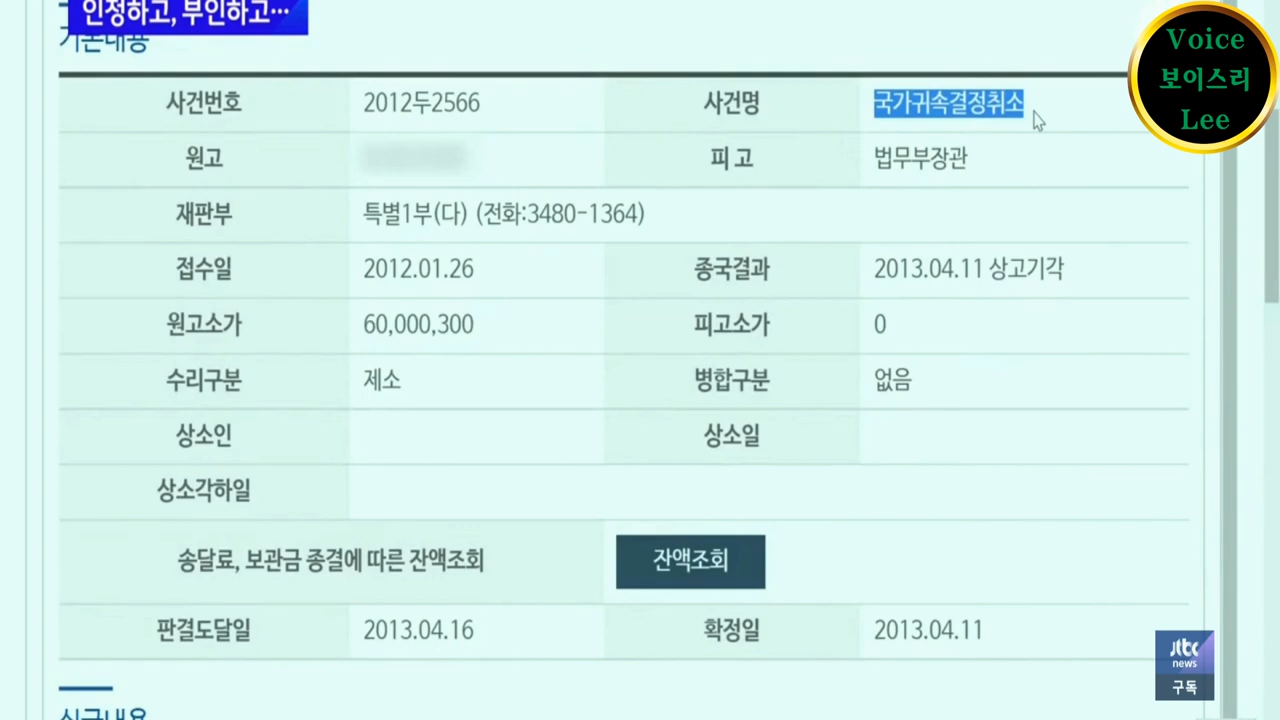 인정하고, 부인하고…
기본내용
Voice
보이스리
Lee
사건번호 2012두2566 사건명 국가귀속결정취소
원고 피고 법무부장관
재판부 특별1부(다) (전화:3480-1364)
접수일 2012.01.26 종국결과 2013.04.11 상고기각
원고소가 60,000,300 피고소가 0
수리구분 제소 병합구분 없음
상소인 상소일
상소각하일
송달료, 보관금 종결에 따른 잔액조회 잔액조회
판결도달일 2013.04.16 확정일 2013.04.11
jtbc
news
구독